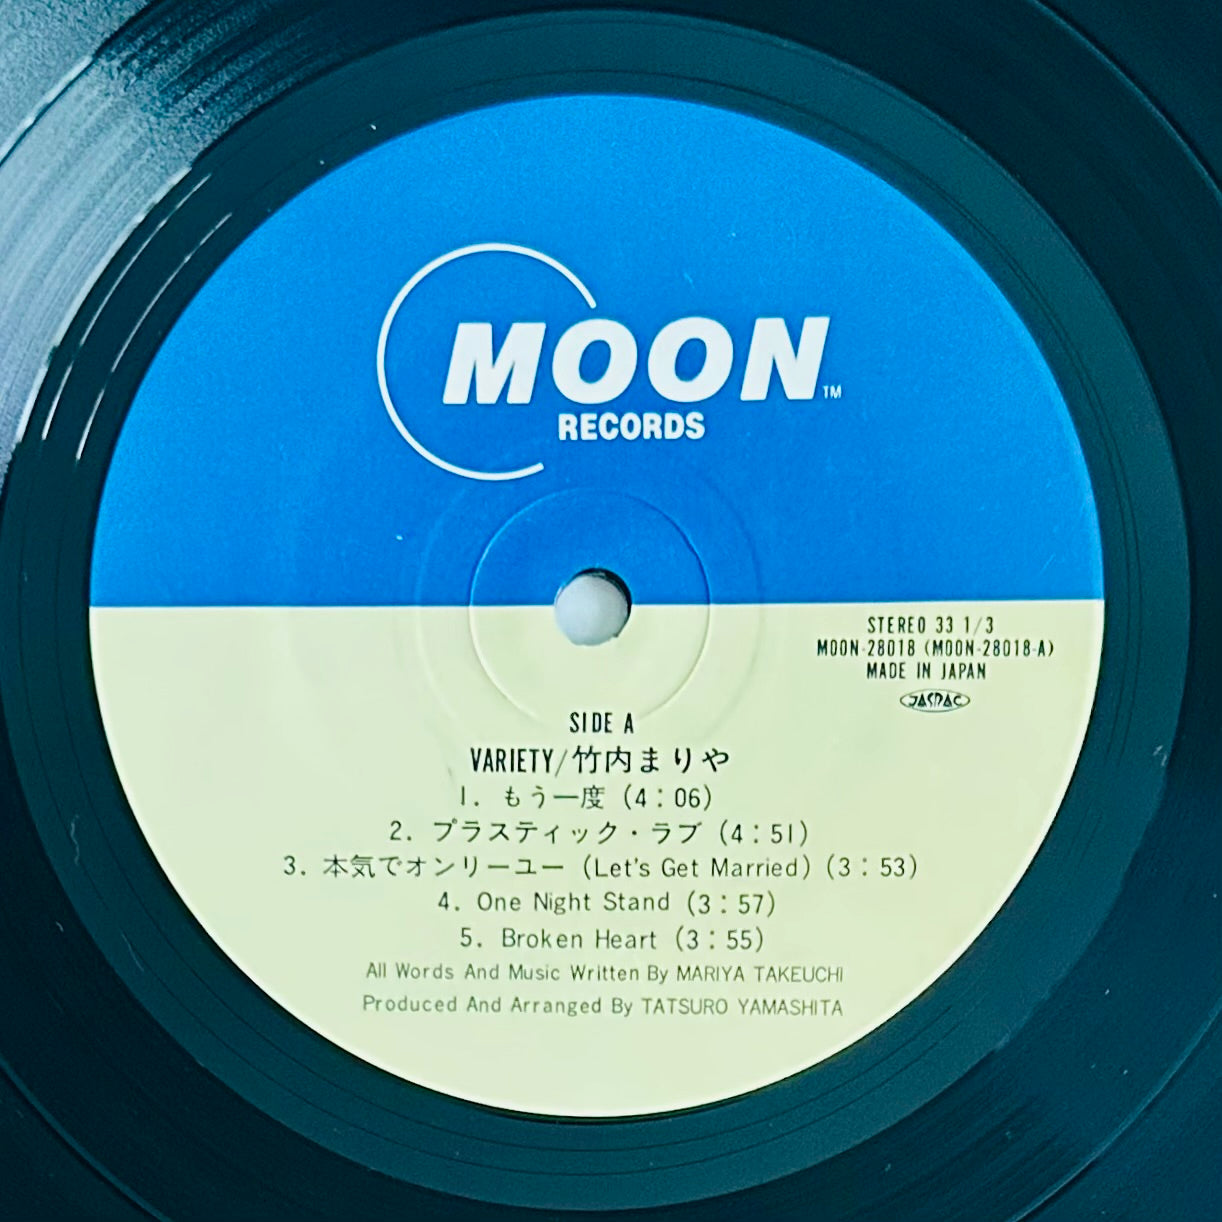 MOON
TM
RECORDS
STEREO 33 1/3
MOON-28018 (MOON-28018-A)
MADE IN JAPAN
JASRAC
SIDE A
VARIETY/竹内まりや
1. もう一度 (4:06)
2. プラスティック・ラブ (4:51)
3. 本気でオンリーユー (Let's Get Married) (3:53)
4. One Night Stand (3:57)
5. Broken Heart (3:55)
All Words And Music Written By MARIYA TAKEUCHI
Produced And Arranged By TATSURO YAMASHITA